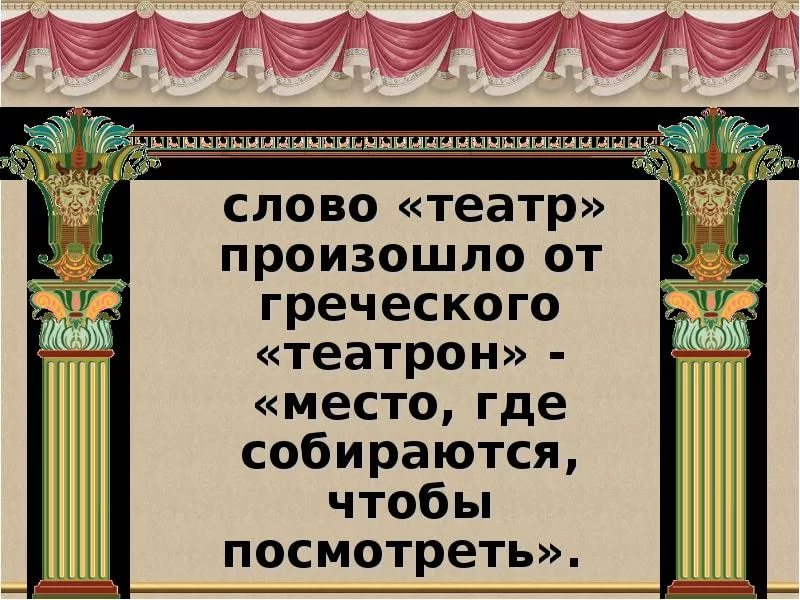 слово «театр»
произошло от
греческого
«театрон» -
«место, где
собираются,
чтобы
посмотреть».